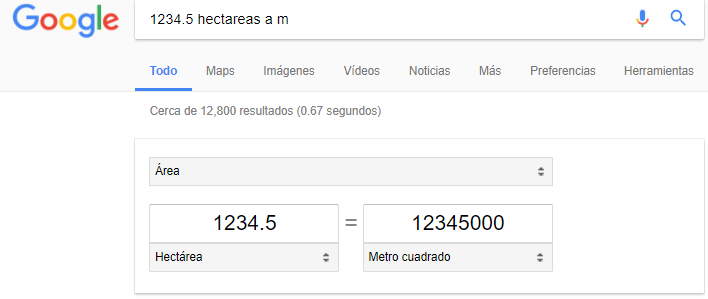 Google 1234.5 hectareas a m
Todo Maps Imágenes Vídeos Noticias Más Preferencias Herramientas
Cerca de 12,800 resultados (0.67 segundos)
Área
1234.5 = 12345000
Hectárea Metro cuadrado